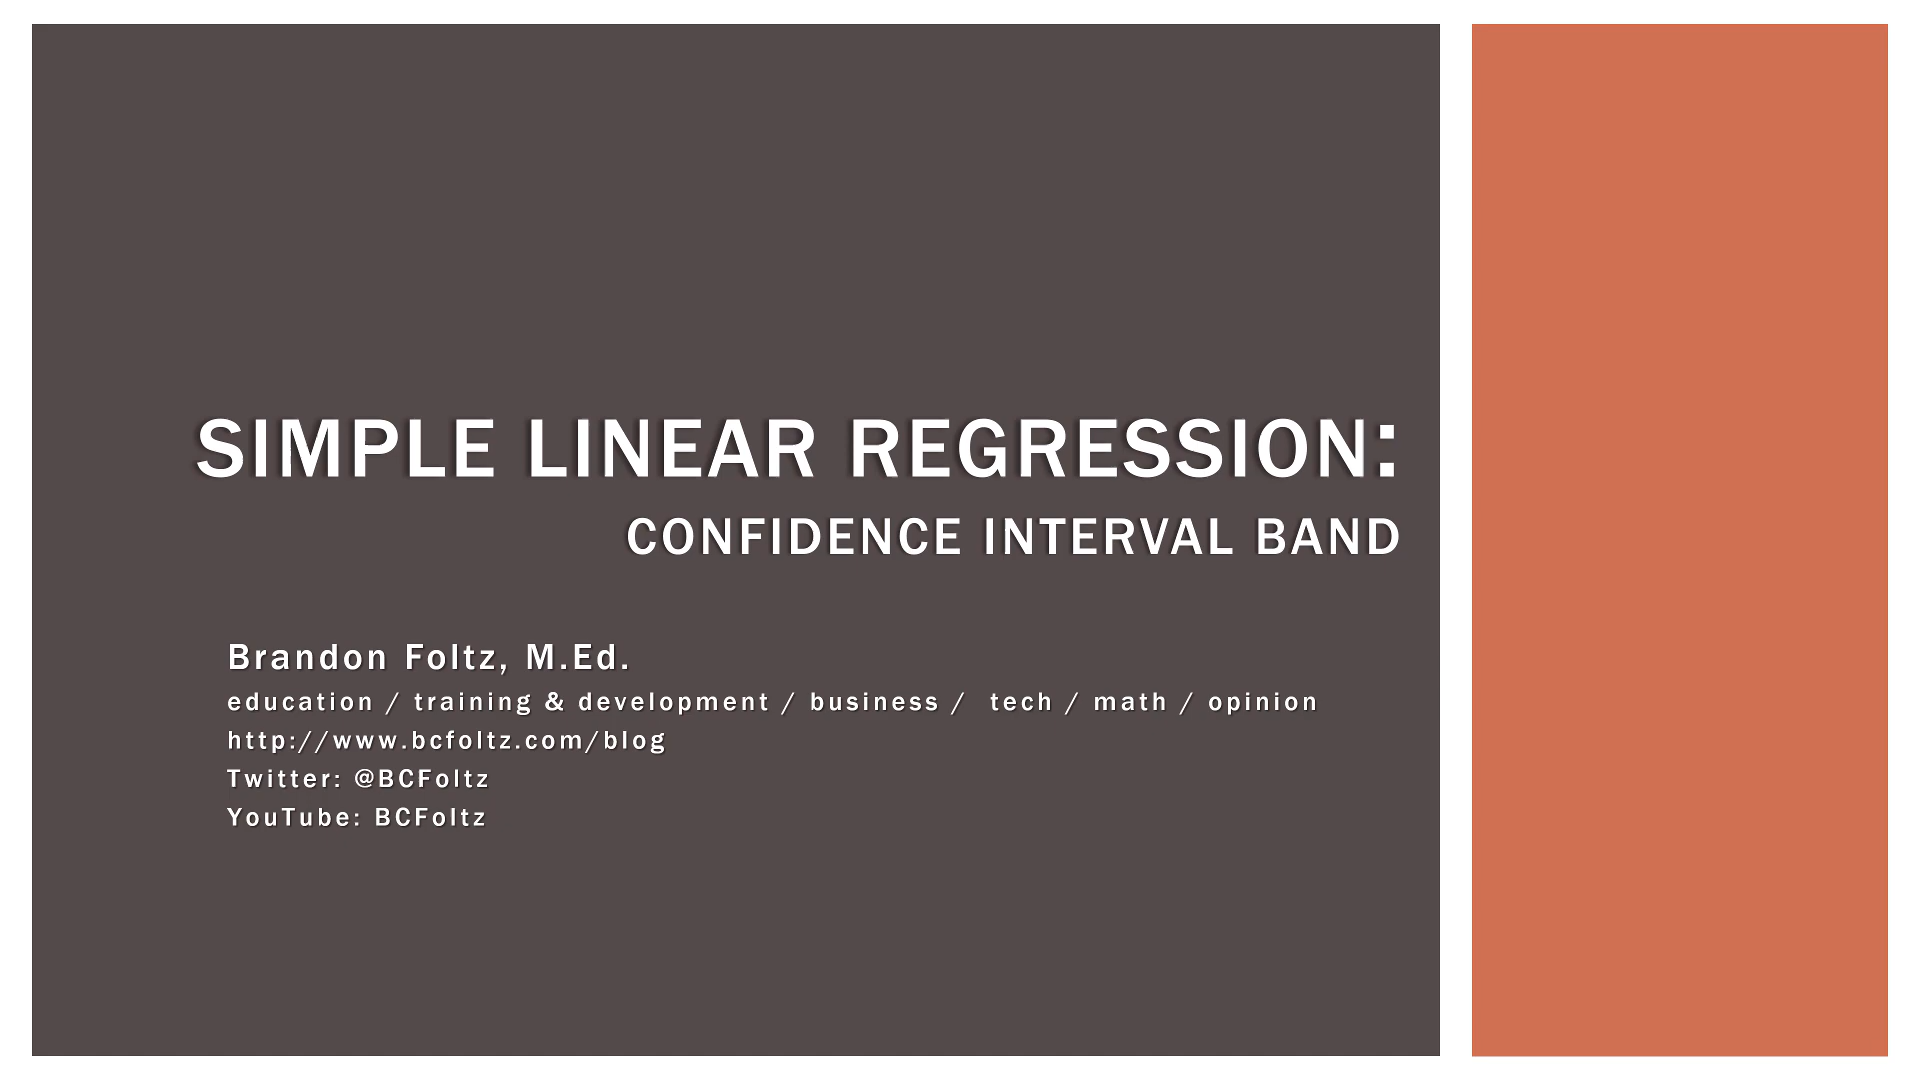 SIMPLE LINEAR REGRESSION:
CONFIDENCE INTERVAL BAND
Brandon Foltz, M.Ed.
education / training & development / business /  tech / math / opinion
http://www.bcfoltz.com/blog
Twitter: @BCFoltz
YouTube: BCFoltz